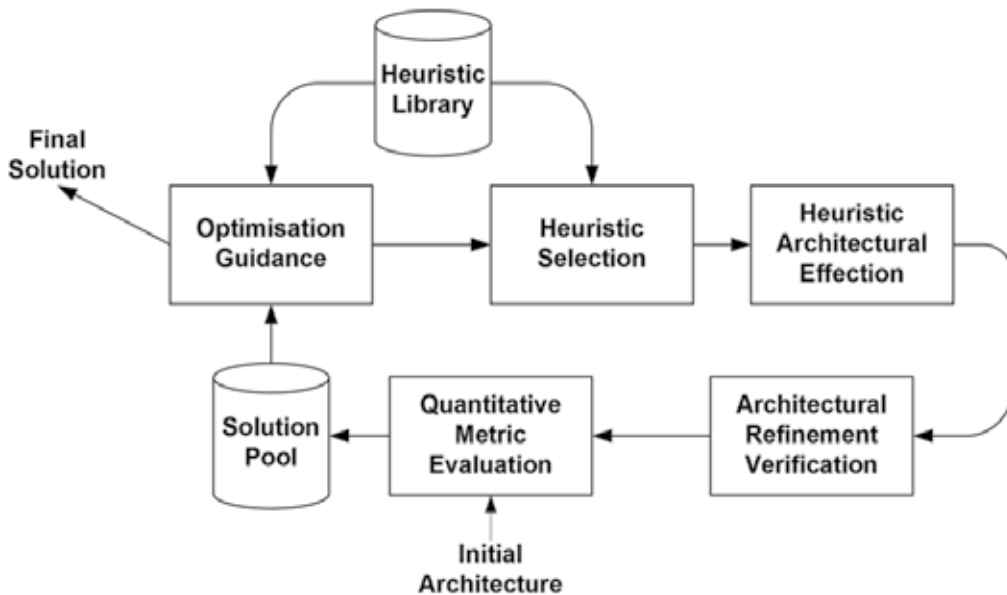 Heuristic
Library
Final
Solution
Optimisation
Guidance
Heuristic
Selection
Heuristic
Architectural
Effection
Solution
Pool
Quantitative
Metric
Evaluation
Architectural
Refinement
Verification
Initial
Architecture